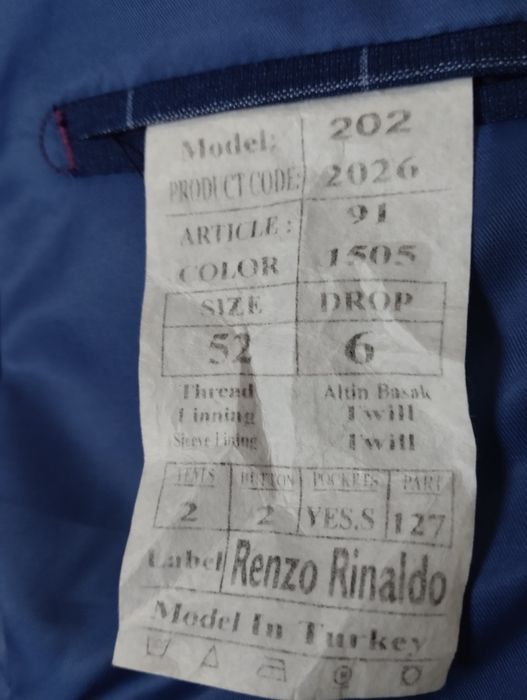 Model: 202
PRODUCT CODE: 2026
ARTICLE : 91
COLOR 1505
SIZE DROP
52 6
Thread Altin Basak
Linning Twill
Sleeve Lining Twill
VENTS BUTTON POCKETS PART
2 2 YES.S 127
Label Renzo Rinaldo
Model In Turkey